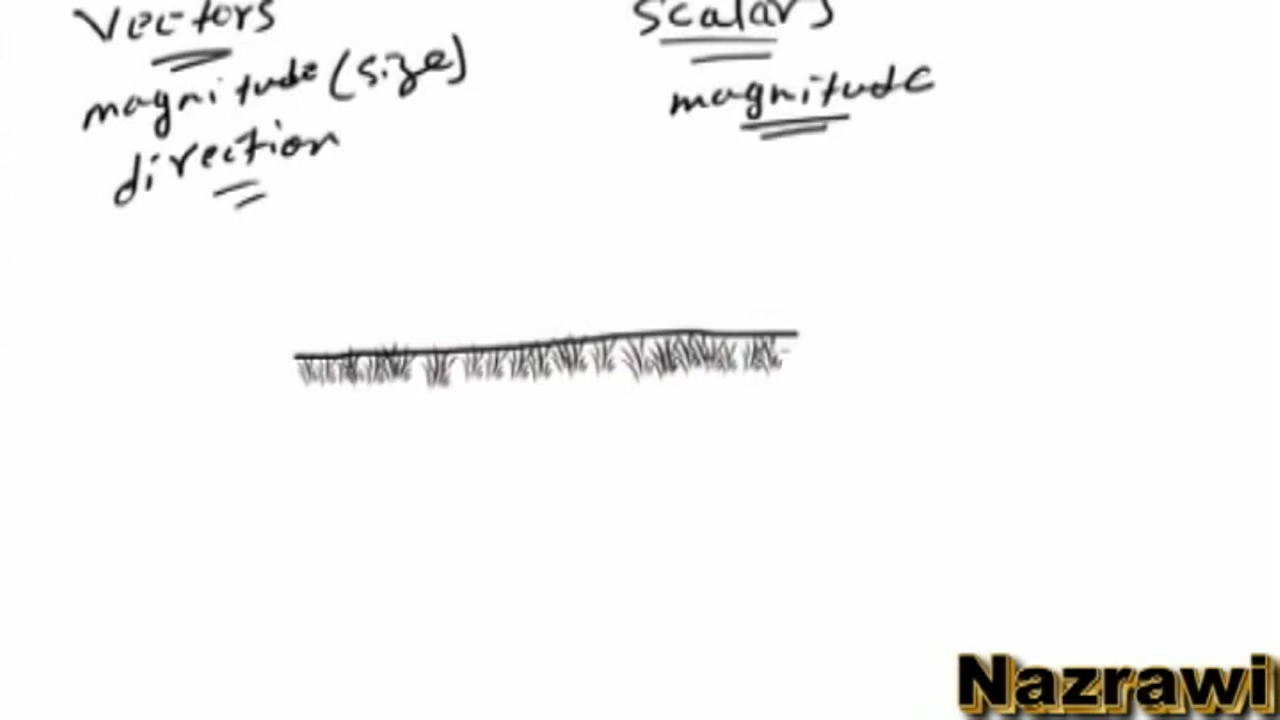 Vectors
magnitude (size)
direction
Scalars
magnitude
Nazrawi